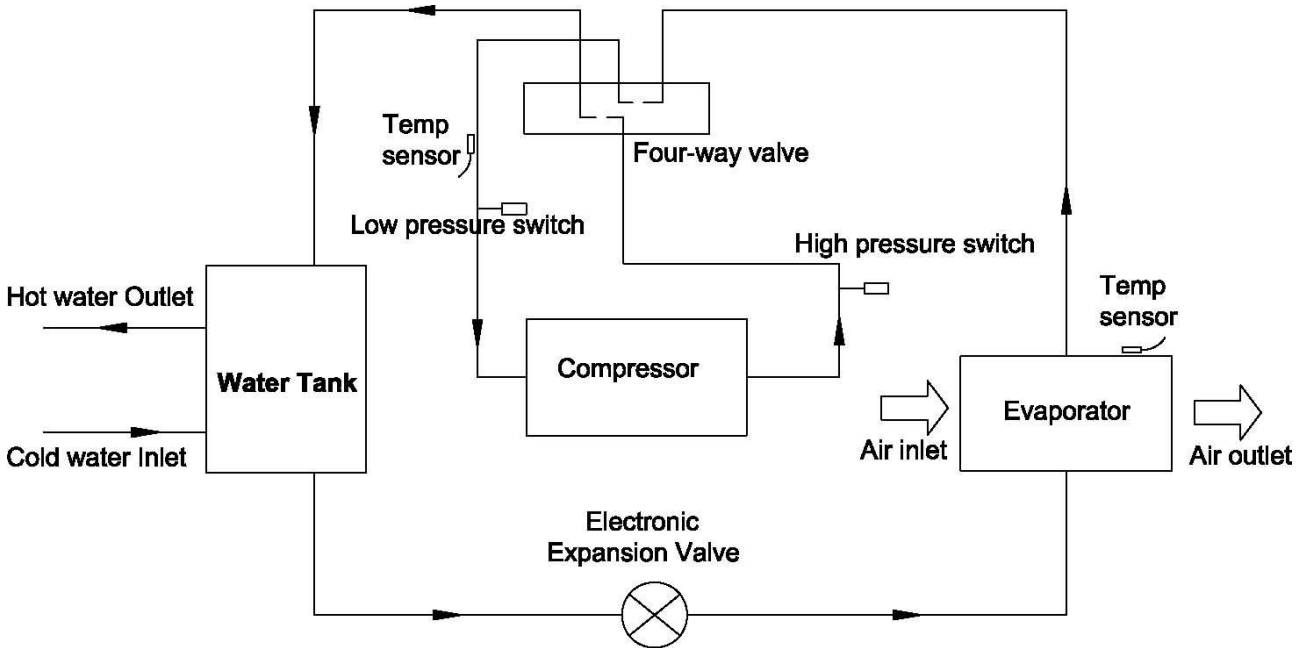 Temp
sensor
Four-way valve
Low pressure switch
High pressure switch
Hot water Outlet
Temp
sensor
Compressor
Water Tank
Evaporator
Cold water Inlet
Air inlet
Air outlet
Electronic
Expansion Valve